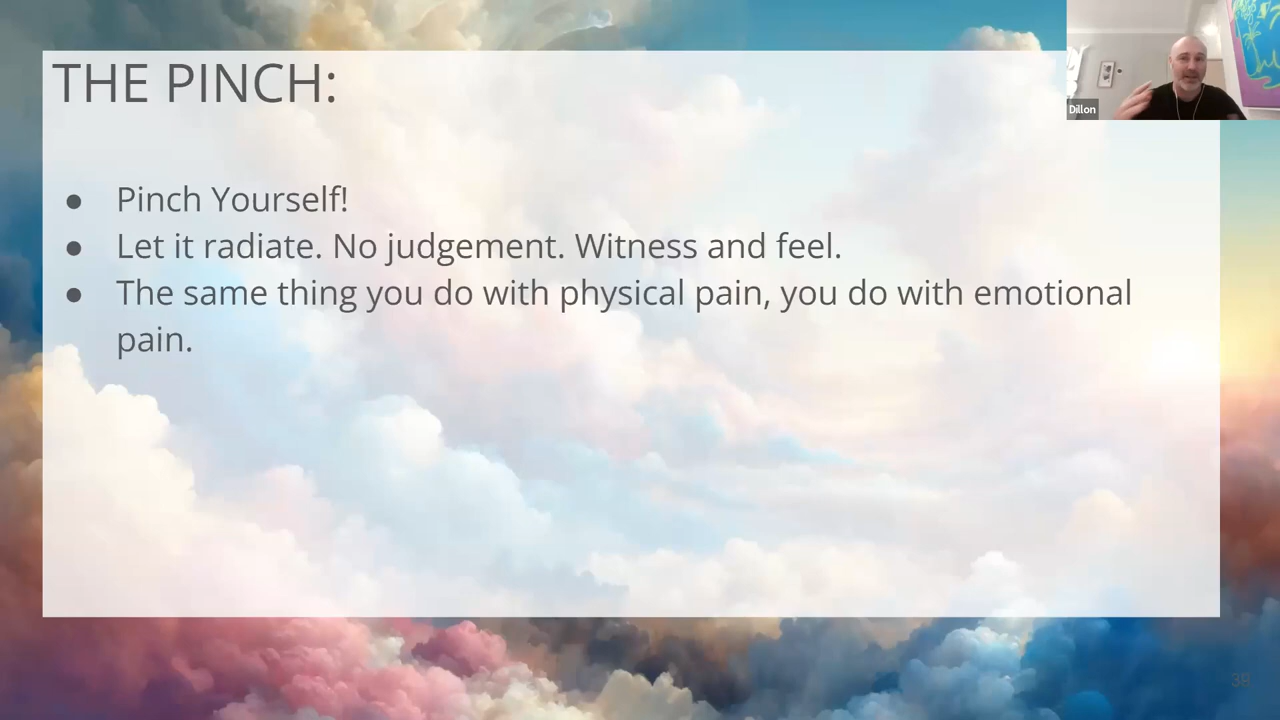 THE PINCH:
Dillon
● Pinch Yourself!
● Let it radiate. No judgement. Witness and feel.
● The same thing you do with physical pain, you do with emotional
pain.